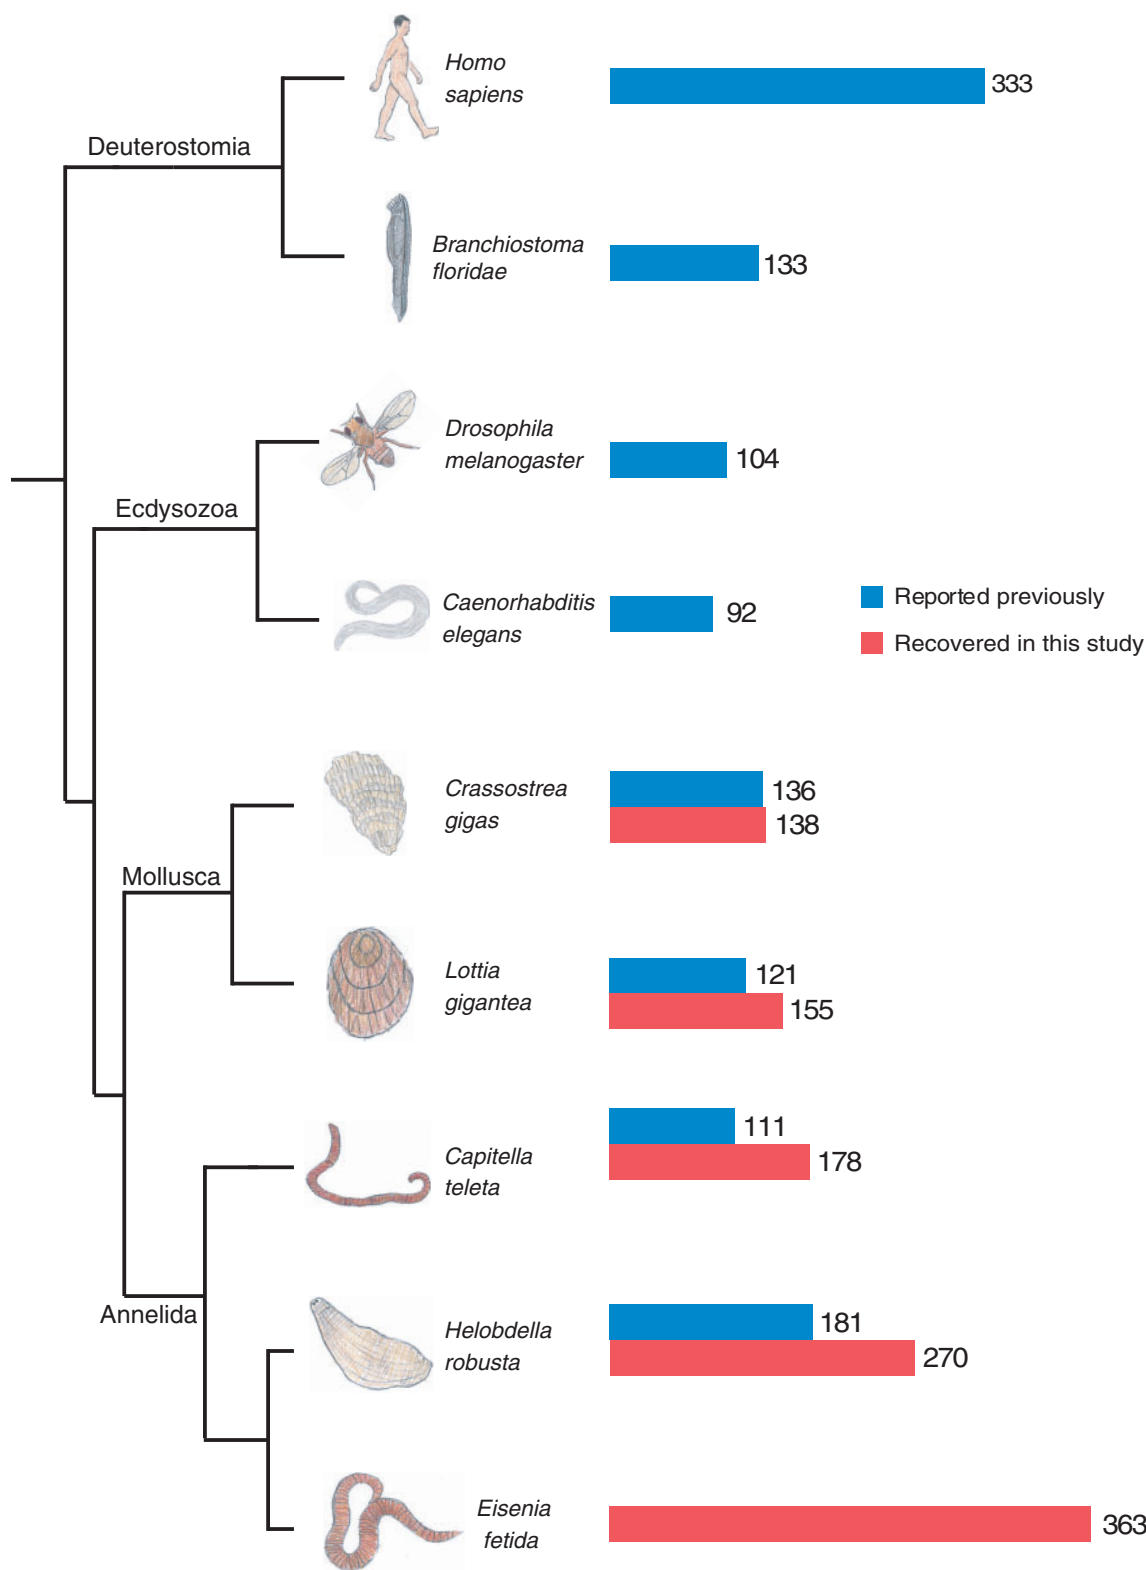 Homo
sapiens
333
Deuterostomia
Branchiostoma
floridae
133
Drosophila
melanogaster
104
Ecdysozoa
Caenorhabditis
elegans
92
Reported previously
Recovered in this study
Crassostrea
gigas
136
138
Mollusca
Lottia
gigantea
121
155
Capitella
teleta
111
178
Annelida
Helobdella
robusta
181
270
Eisenia
fetida
363